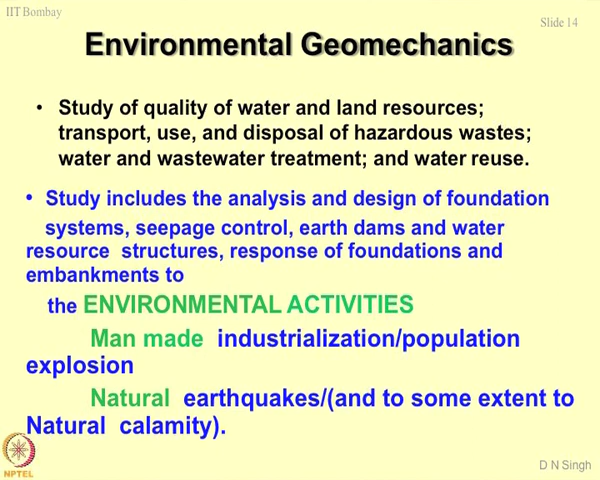 IIT Bombay
Slide 14
Environmental Geomechanics
• Study of quality of water and land resources;
transport, use, and disposal of hazardous wastes;
water and wastewater treatment; and water reuse.
• Study includes the analysis and design of foundation
systems, seepage control, earth dams and water
resource structures, response of foundations and
embankments to
the ENVIRONMENTAL ACTIVITIES
Man made industrialization/population
explosion
Natural earthquakes/(and to some extent to
Natural calamity).
NPTEL
D N Singh